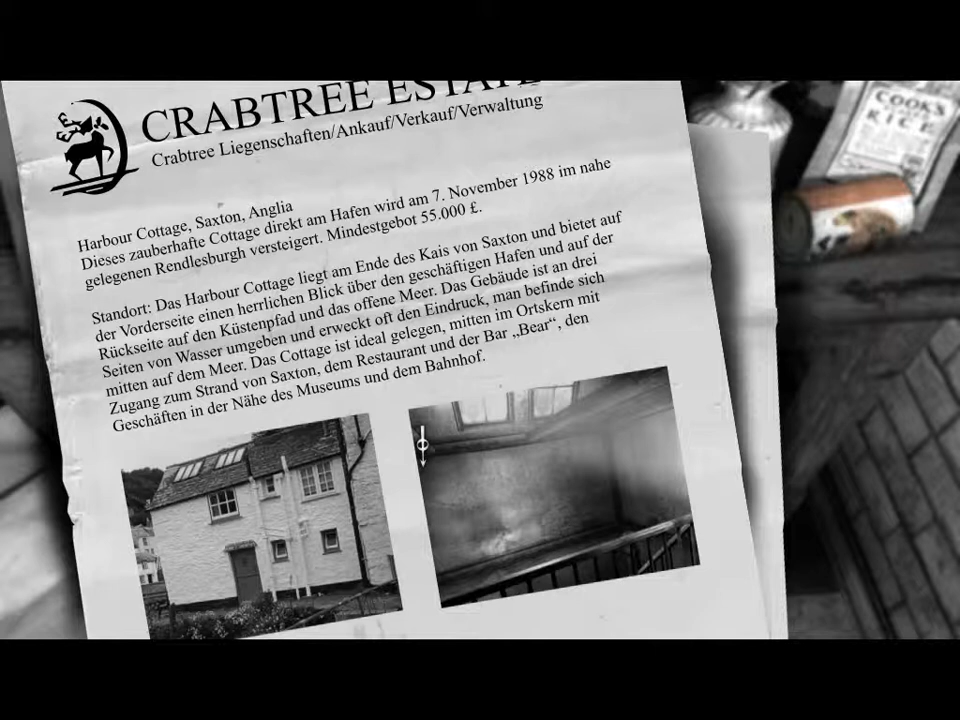 CRABTREE ESTATE
Crabtree Liegenschaften/Ankauf/Verkauf/Verwaltung
Harbour Cottage, Saxton, Anglia
Dieses zauberhafte Cottage direkt am Hafen wird am 7. November 1988 im nahe
gelegenen Rendlesburgh versteigert. Mindestgebot 55.000 £.
Standort: Das Harbour Cottage liegt am Ende des Kais von Saxton und bietet auf
der Vorderseite einen herrlichen Blick über den geschäftigen Hafen und auf der
Rückseite auf den Küstenpfad und das offene Meer. Das Gebäude ist an drei
Seiten von Wasser umgeben und erweckt oft den Eindruck, man befinde sich
mitten auf dem Meer. Das Cottage ist ideal gelegen, mitten im Ortskern mit
Zugang zum Strand von Saxton, dem Restaurant und der Bar „Bear“, den
Geschäften in der Nähe des Museums und dem Bahnhof.
COOKS
RICE